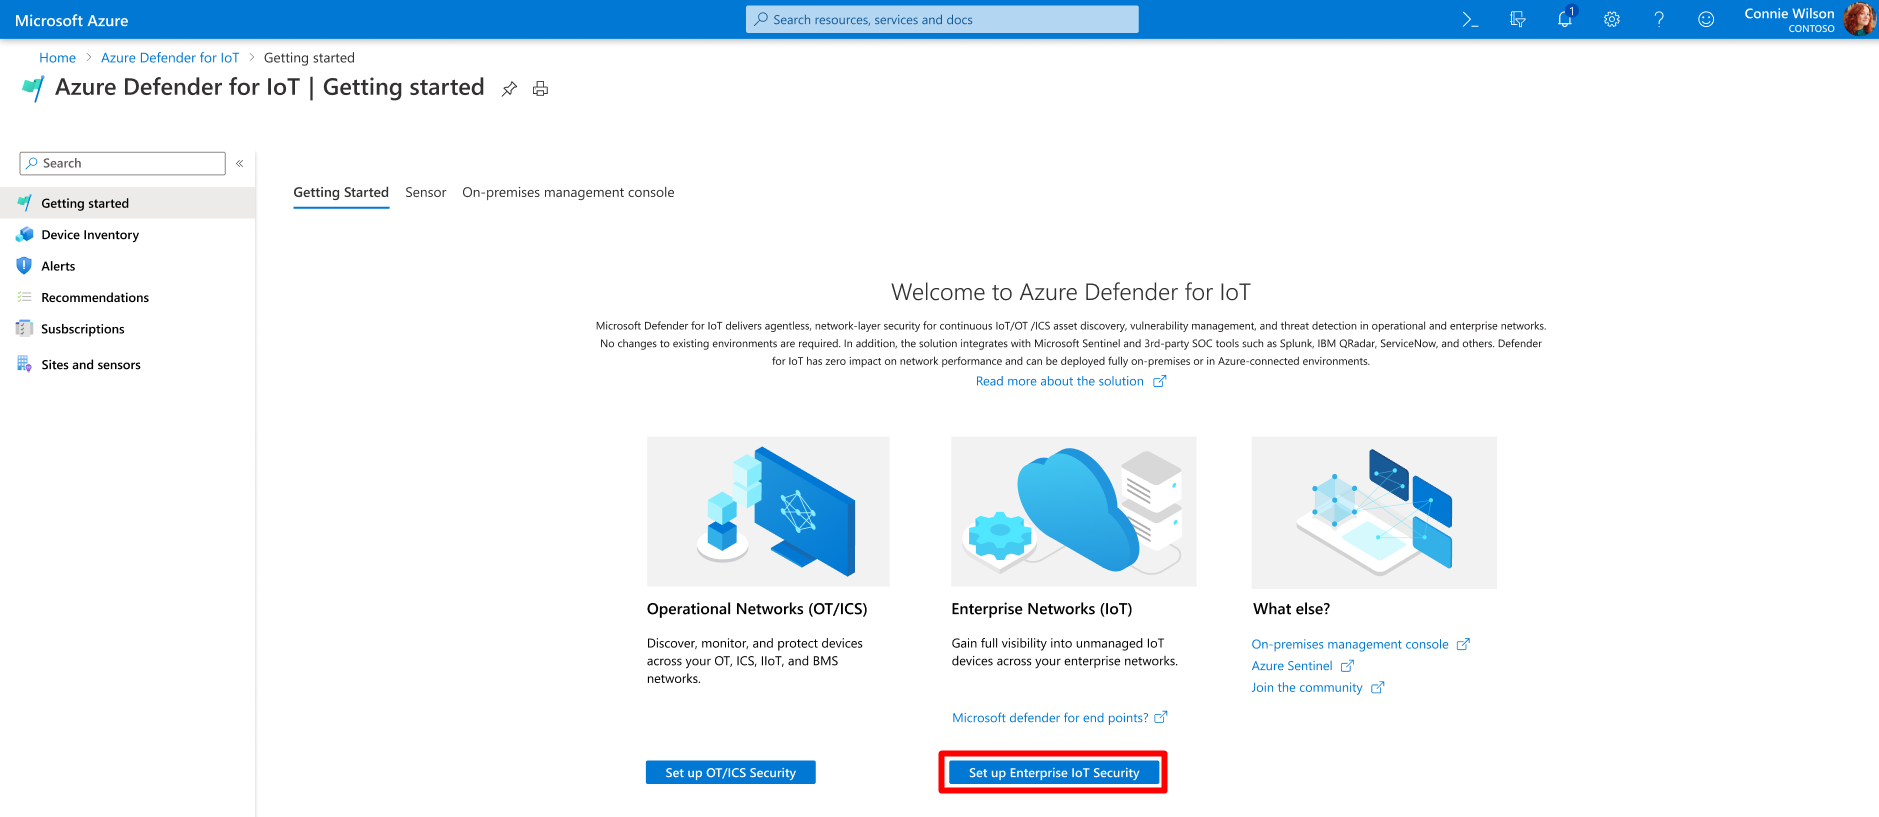 Microsoft Azure
Search resources, services and docs
1
Connie Wilson
CONTOSO
Home > Azure Defender for IoT > Getting started
Azure Defender for IoT | Getting started
Search
«
Getting started
Device Inventory
Alerts
Recommendations
Susbscriptions
Sites and sensors
Getting Started Sensor On-premises management console
Welcome to Azure Defender for IoT
Microsoft Defender for IoT delivers agentless, network-layer security for continuous IoT/OT /ICS asset discovery, vulnerability management, and threat detection in operational and enterprise networks.
No changes to existing environments are required. In addition, the solution integrates with Microsoft Sentinel and 3rd-party SOC tools such as Splunk, IBM QRadar, ServiceNow, and others. Defender
for IoT has zero impact on network performance and can be deployed fully on-premises or in Azure-connected environments.
Read more about the solution
Operational Networks (OT/ICS)
Discover, monitor, and protect devices
across your OT, ICS, IIoT, and BMS
networks.
Set up OT/ICS Security
Enterprise Networks (IoT)
Gain full visibility into unmanaged IoT
devices across your enterprise networks.
Microsoft defender for end points?
Set up Enterprise IoT Security
What else?
On-premises management console
Azure Sentinel
Join the community